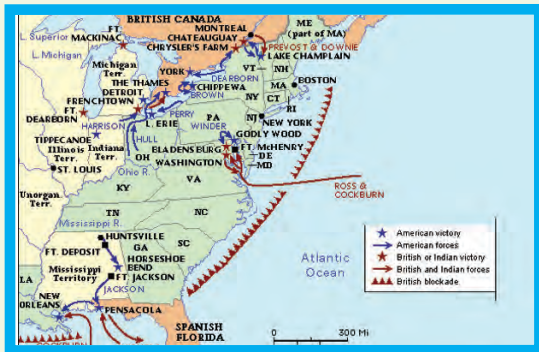 BRITISH CANADA
MONTREAL
ME
(part of MA)
FT.
MACKINAC
CHATEAUGUAY
CHRYSLER'S FARM
PREVOST & DOWNIE
L. Superior
L. Michigan
LAKE CHAMPLAIN
Michigan
Terr.
YORK
DEARBORN
VT
NH
THE THAMES
DETROIT
CHIPPEWA
BROWN
MA
BOSTON
FRENCHTOWN
NY
CT
RI
FT.
DEARBORN
HARRISON
L. ERIE
PERRY
PA
NJ
NEW YORK
HULL
WINDER
GODLY WOOD
TIPPECANOE
Illinois
Terr.
Indiana
Terr.
OH
BLADENSBURG
WASHINGTON
FT. McHENRY
DE
MD
ST. LOUIS
Ohio R.
VA
ROSS &
COCKBURN
Unorgan.
Terr.
KY
TN
NC
Mississippi R.
HUNTSVILLE
SC
GA
FT. DEPOSIT
HORSESHOE
BEND
Mississippi
Territory
FT. JACKSON
JACKSON
LA
NEW
ORLEANS
PENSACOLA
SPANISH
FLORIDA
COCKBURN
Atlantic
Ocean
American victory
American forces
British or Indian victory
British and Indian forces
British blockade
0
300 Mi